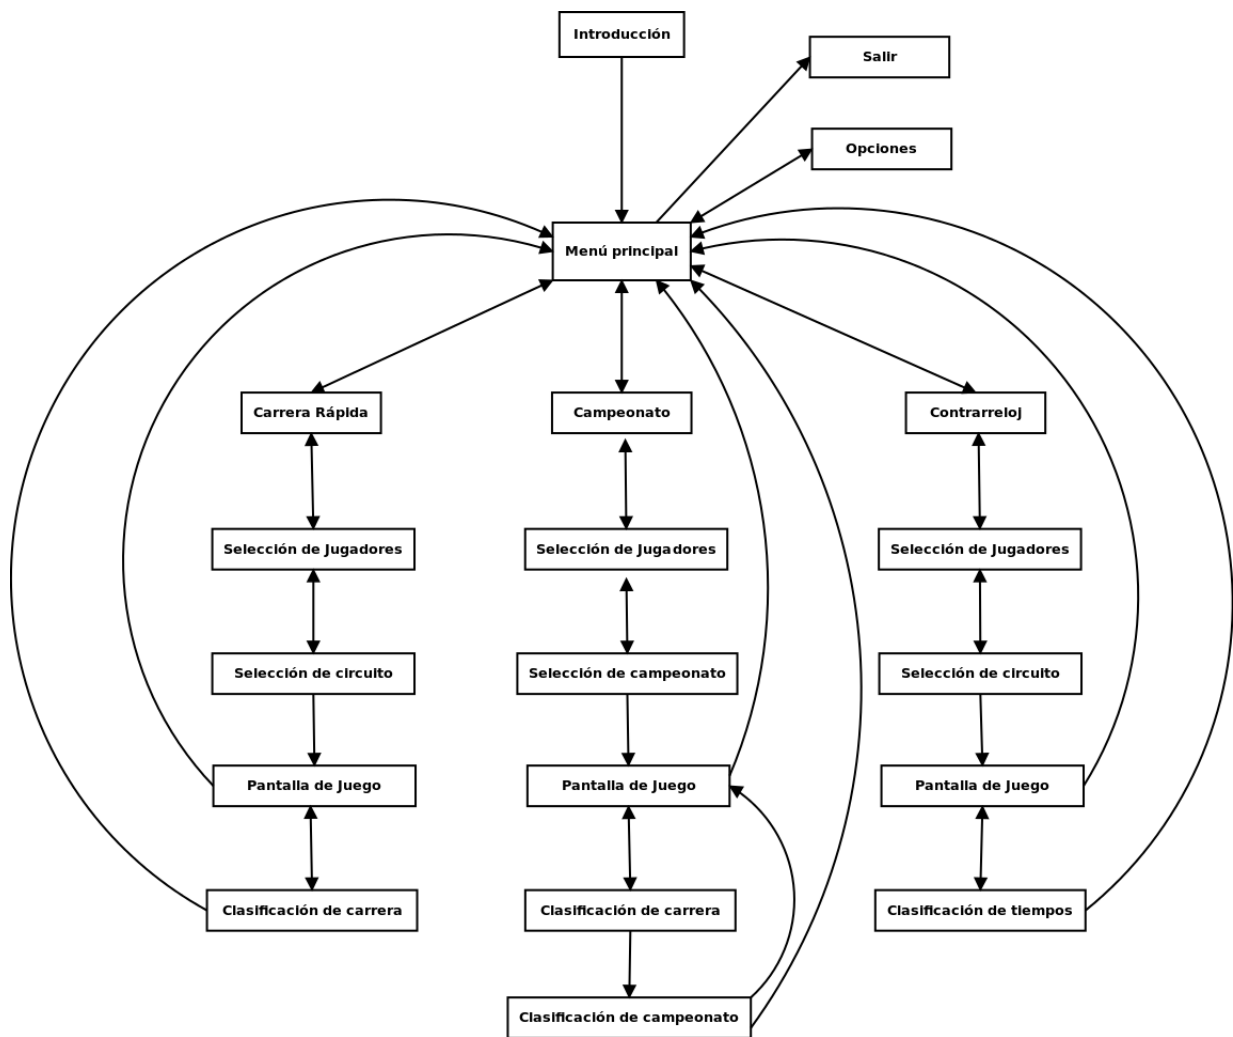 Introducción
Salir
Opciones
Menú principal
Carrera Rápida
Campeonato
Contrarreloj
Selección de Jugadores
Selección de Jugadores
Selección de Jugadores
Selección de circuito
Selección de campeonato
Selección de circuito
Pantalla de Juego
Pantalla de Juego
Pantalla de Juego
Clasificación de carrera
Clasificación de carrera
Clasificación de tiempos
Clasificación de campeonato